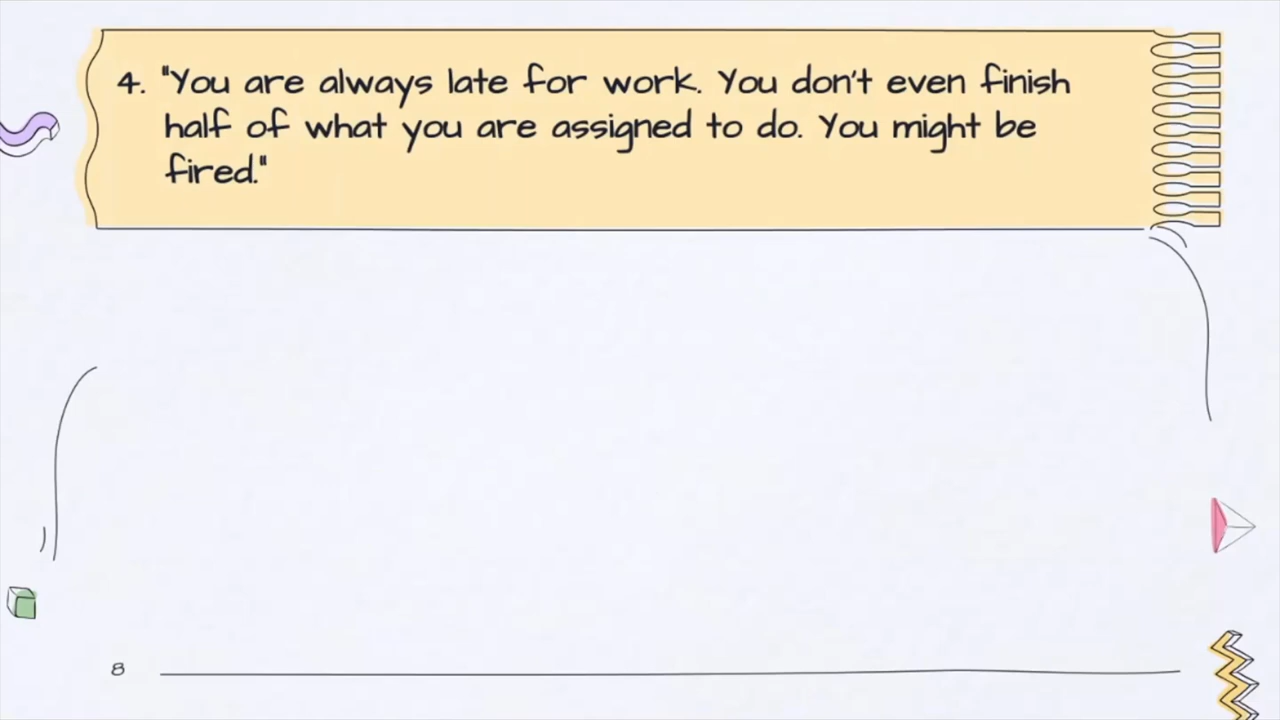 4. "You are always late for work. You don't even finish
half of what you are assigned to do. You might be
fired."
8